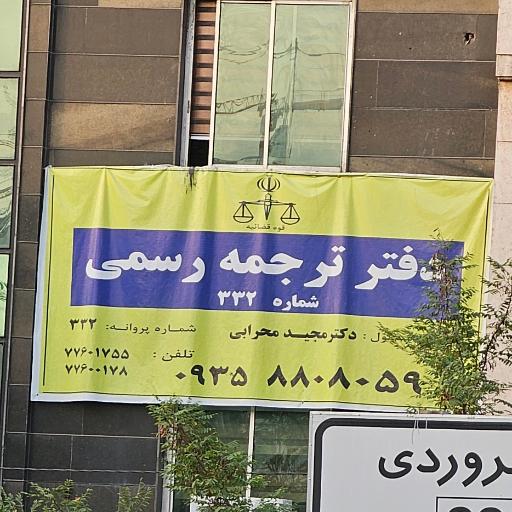 قوه قضائیه
دفتر ترجمه رسمی
شماره ۳۳۲
دکتر مجید محرابی
شماره پروانه: ۳۳۲
تلفن: ۷۷۶۰۱۷۵۵
۷۷۶۰۰۱۷۸
۰۹۳۵ ۸۸۰۸۰۵۹